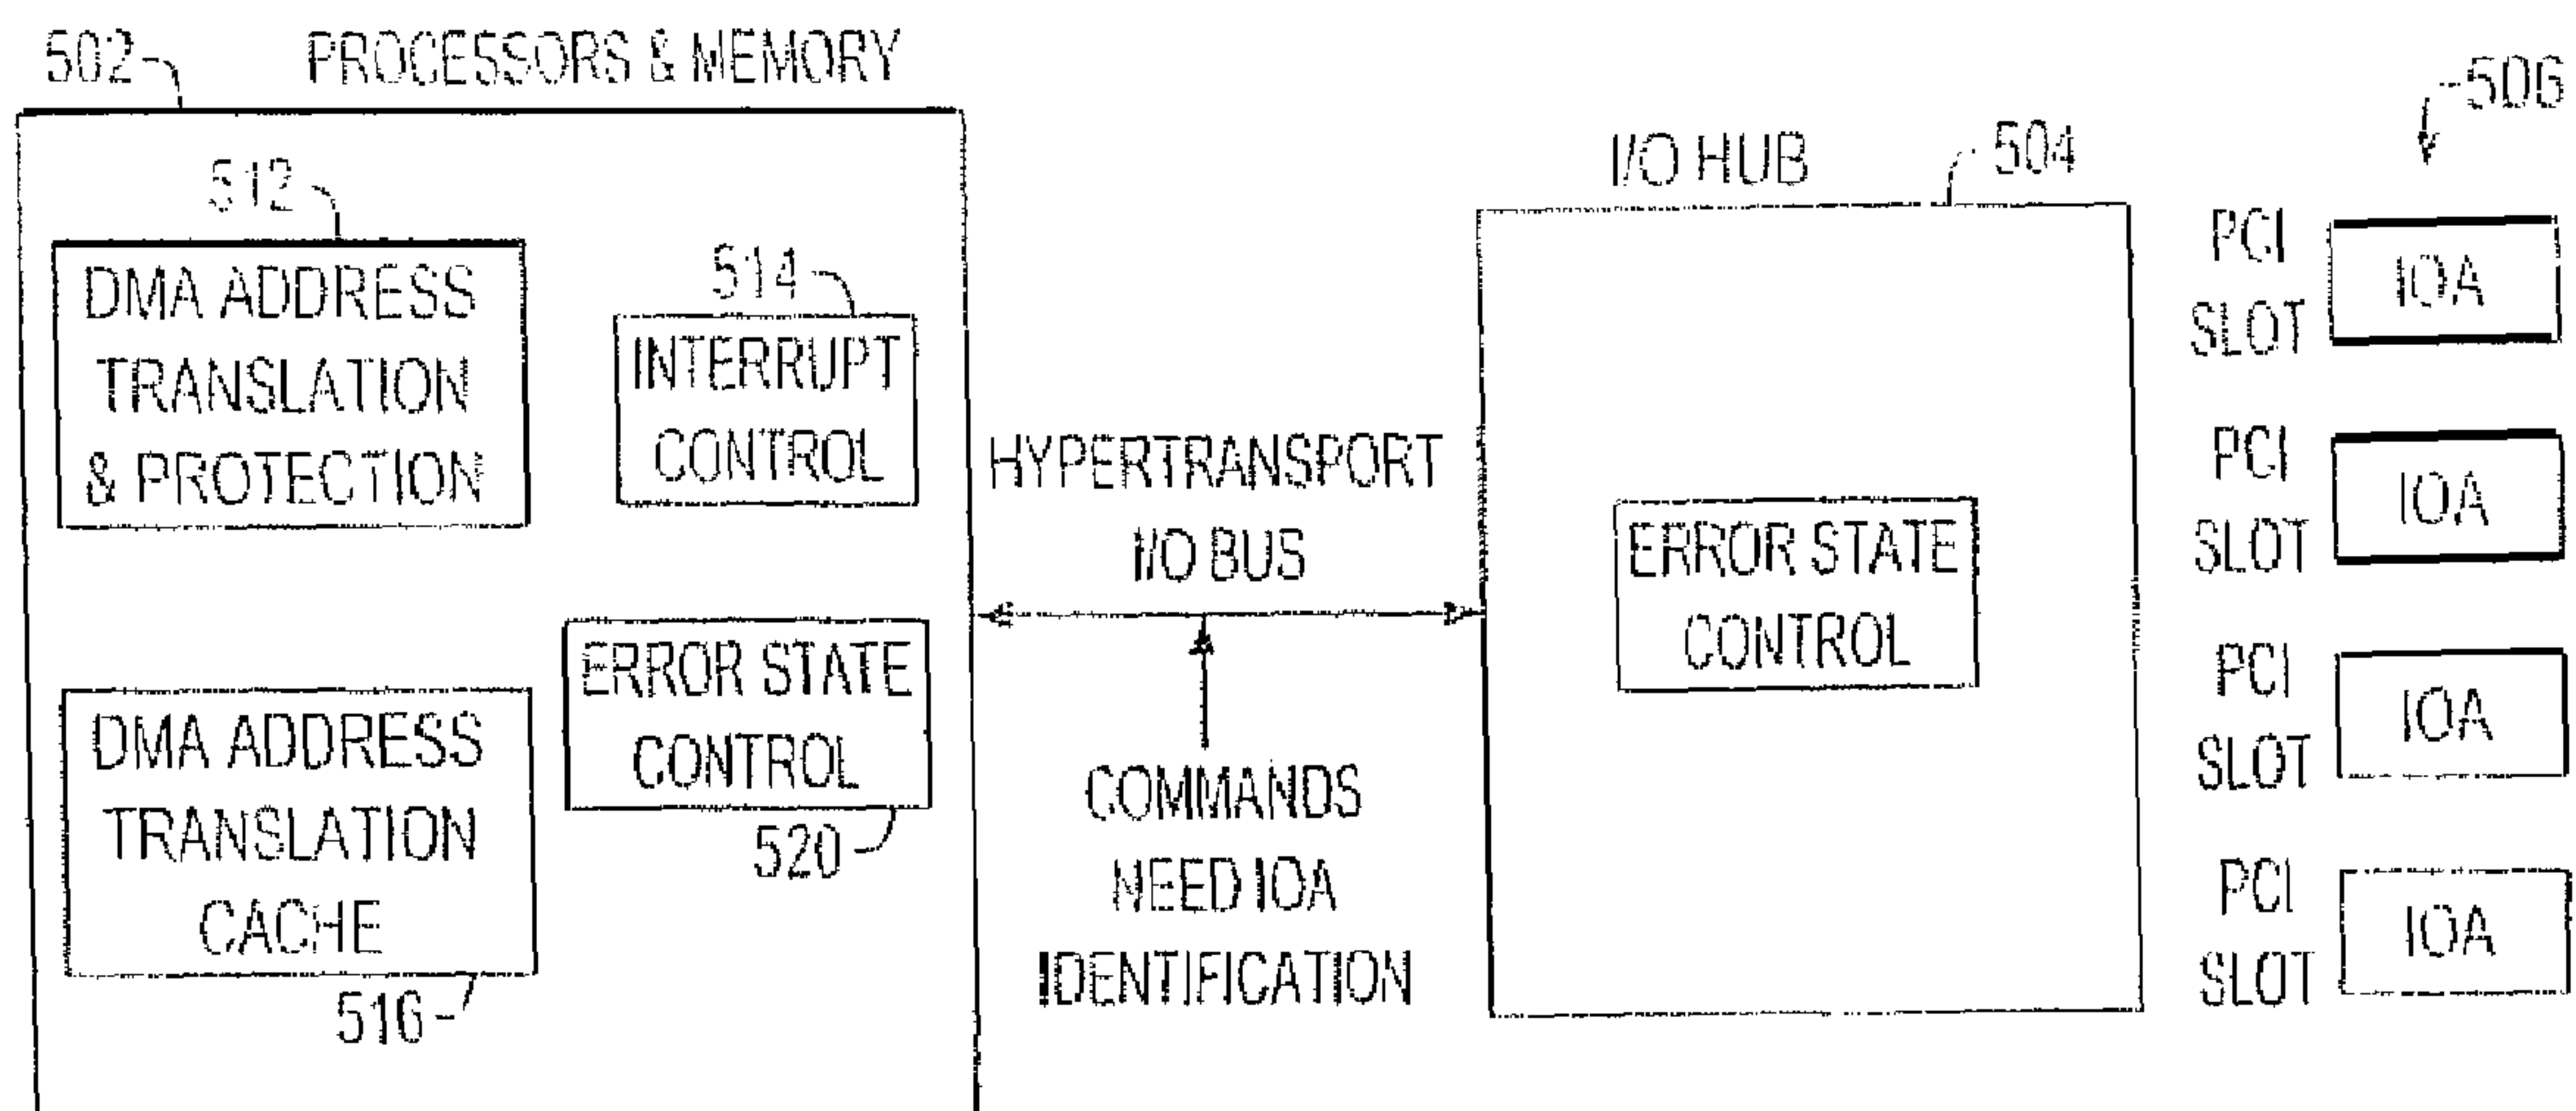 502
PROCESSORS & MEMORY
512
DMA ADDRESS
TRANSLATION
& PROTECTION
514
INTERRUPT
CONTROL
ERROR STATE
CONTROL
520
DMA ADDRESS
TRANSLATION
CACHE
516
HYPERTRANSPORT
I/O BUS
COMMANDS
NEED IOA
IDENTIFICATION
I/O HUB
504
ERROR STATE
CONTROL
506
PCI
SLOT
IOA
PCI
SLOT
IOA
PCI
SLOT
IOA
PCI
SLOT
IOA